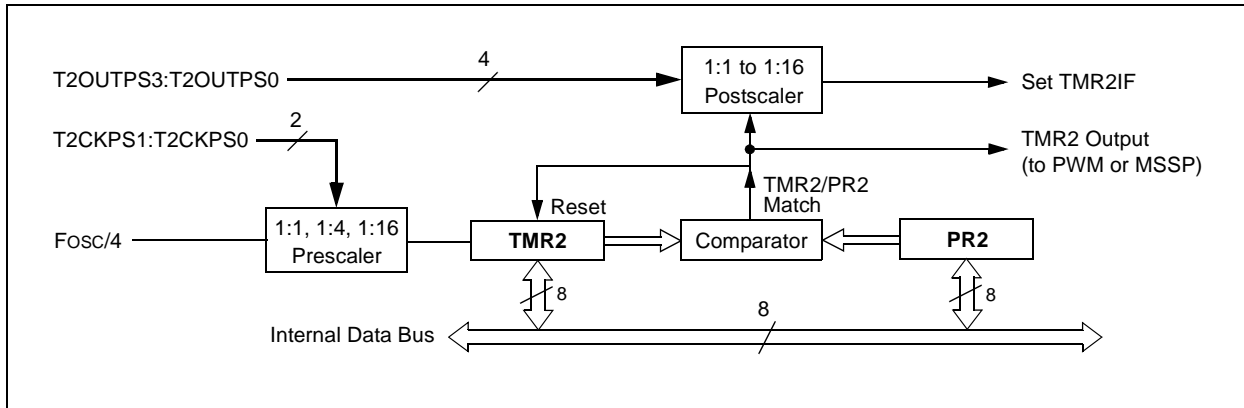 4
T2OUTPS3:T2OUTPS0
1:1 to 1:16
Postscaler
Set TMR2IF
2
T2CKPS1:T2CKPS0
TMR2 Output
(to PWM or MSSP)
TMR2/PR2
Match
Reset
FOSC/4
1:1, 1:4, 1:16
Prescaler
TMR2
Comparator
PR2
8
8
8
Internal Data Bus